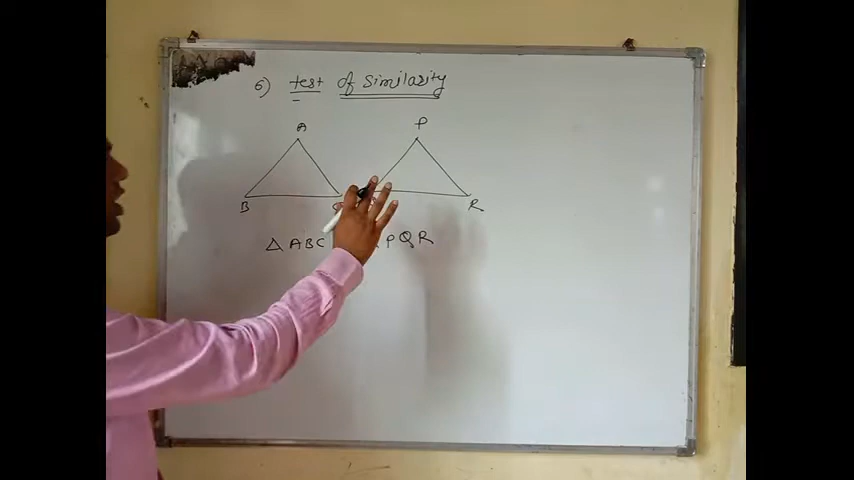 6) test of similarity
A P
B R
Δ ABC PQR